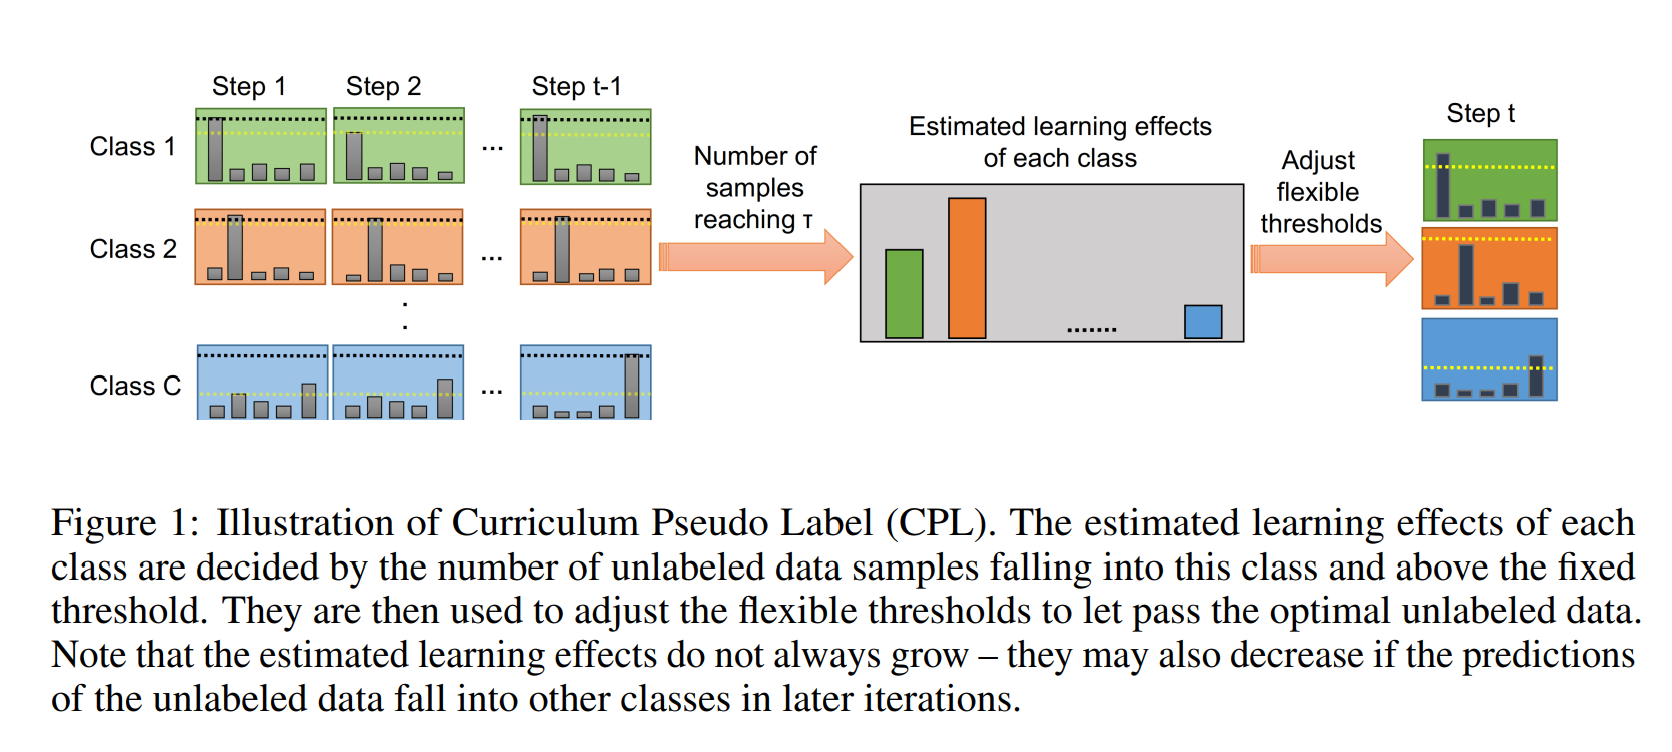 Step 1
Step 2
Step t-1
Class 1
...
Class 2
...
.
.
Class C
...
Number of
samples
reaching τ
Estimated learning effects
of each class
.......
Adjust
flexible
thresholds
Step t
Figure 1: Illustration of Curriculum Pseudo Label (CPL). The estimated learning effects of each
class are decided by the number of unlabeled data samples falling into this class and above the fixed
threshold. They are then used to adjust the flexible thresholds to let pass the optimal unlabeled data.
Note that the estimated learning effects do not always grow – they may also decrease if the predictions
of the unlabeled data fall into other classes in later iterations.